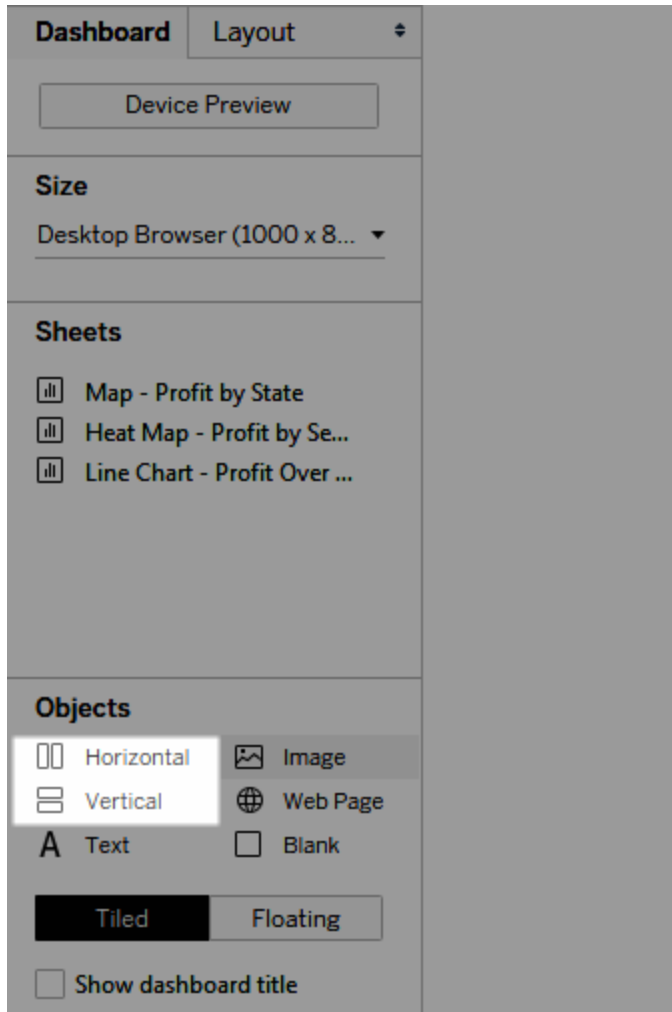 Dashboard Layout
Device Preview
Size
Desktop Browser (1000 x 8...
Sheets
Map - Profit by State
Heat Map - Profit by Se...
Line Chart - Profit Over ...
Objects
Horizontal Image
Vertical Web Page
A Text Blank
Tiled Floating
Show dashboard title